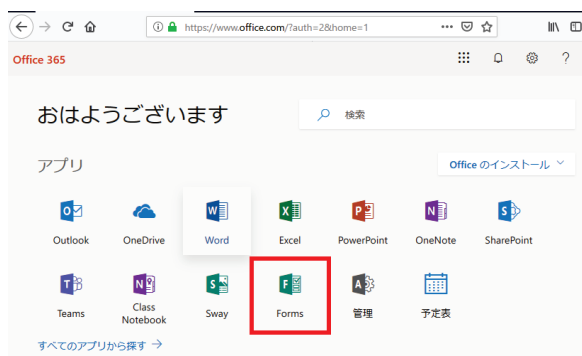 https://www.office.com/?auth=2&home=1
Office 365
?
おはようございます
検索
アプリ
Office のインストール
Outlook
OneDrive
Word
Excel
PowerPoint
OneNote
SharePoint
Teams
Class
Notebook
Sway
Forms
管理
予定表
すべてのアプリから探す →